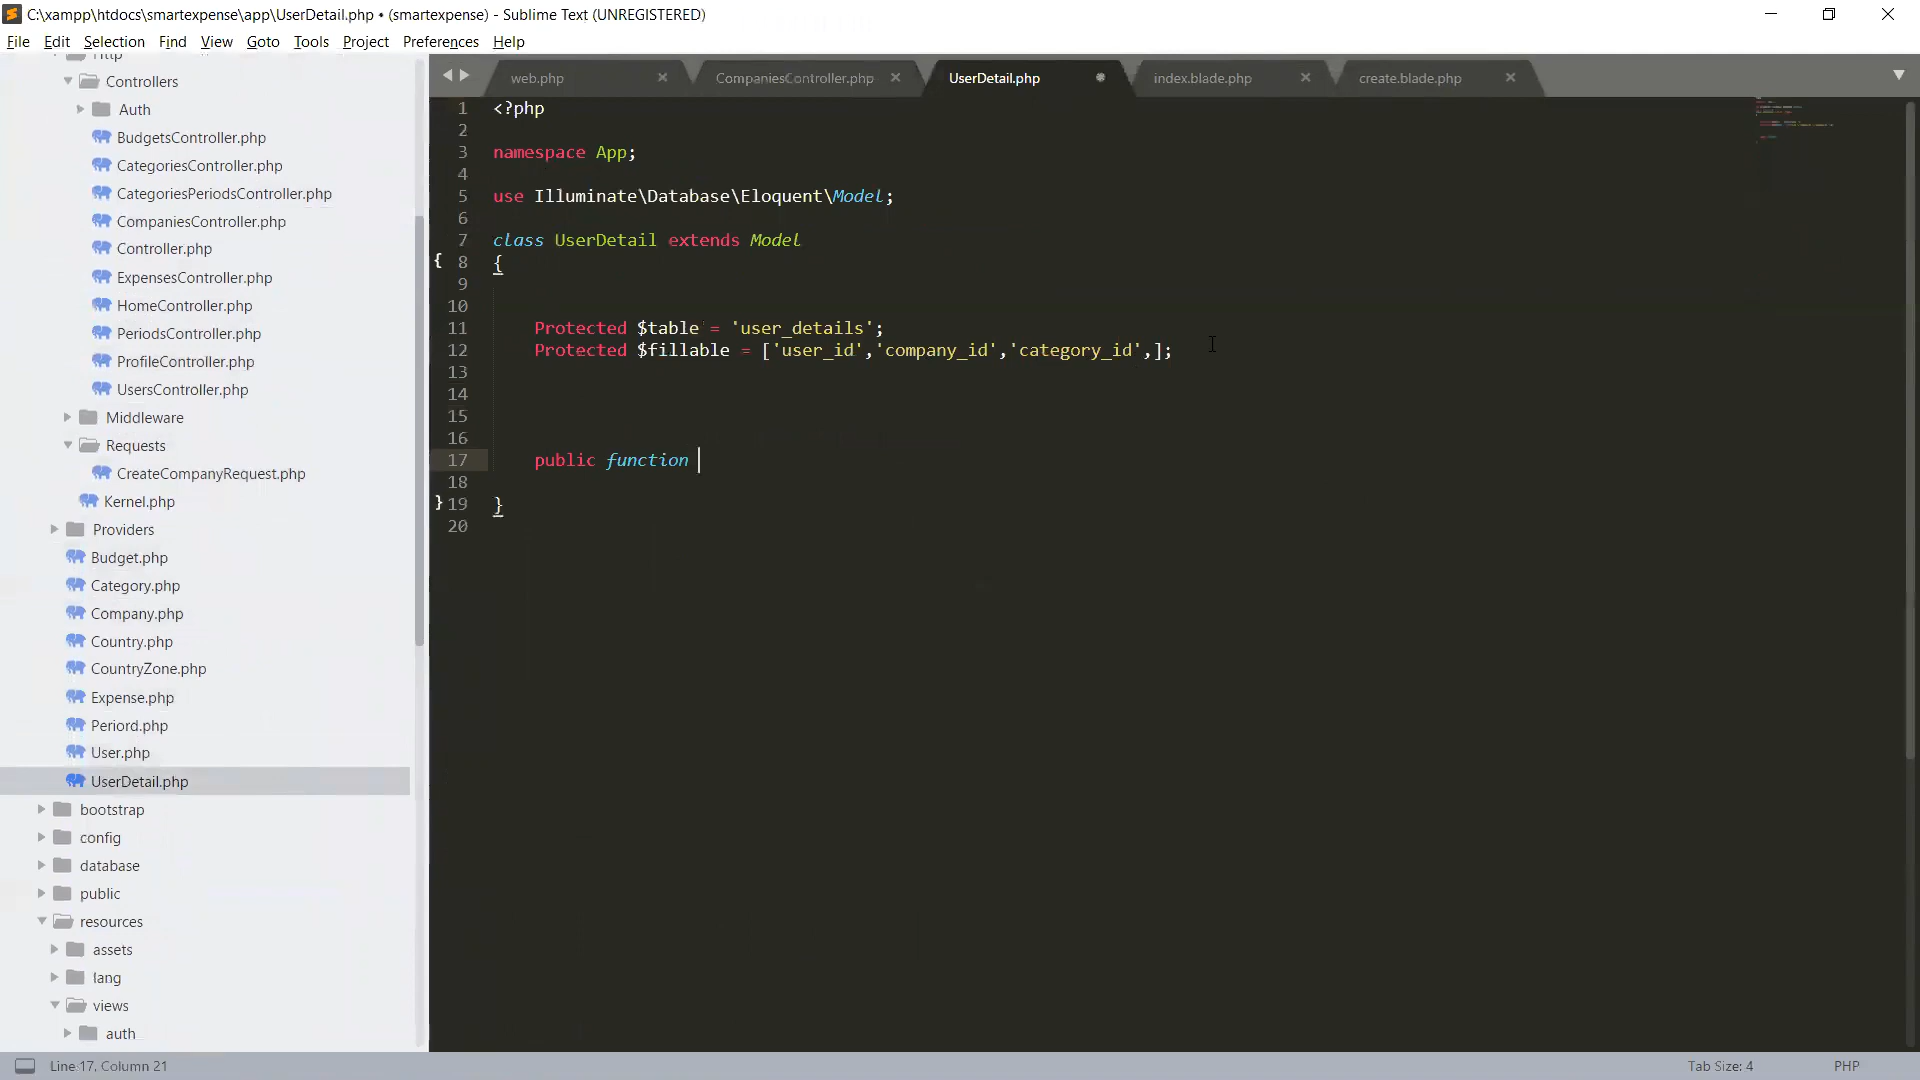 C:\xampp\htdocs\smartexpense\app\UserDetail.php • (smartexpense) - Sublime Text (UNREGISTERED)
File Edit Selection Find View Goto Tools Project Preferences Help
Http
Controllers
Auth
BudgetsController.php
CategoriesController.php
CategoriesPeriodsController.php
CompaniesController.php
Controller.php
ExpensesController.php
HomeController.php
PeriodsController.php
ProfileController.php
UsersController.php
Middleware
Requests
CreateCompanyRequest.php
Kernel.php
Providers
Budget.php
Category.php
Company.php
Country.php
CountryZone.php
Expense.php
Periord.php
User.php
UserDetail.php
bootstrap
config
database
public
resources
assets
lang
views
auth
web.php CompaniesController.php UserDetail.php index.blade.php create.blade.php
1 <?php
2
3 namespace App;
4
5 use Illuminate\Database\Eloquent\Model;
6
7 class UserDetail extends Model
{ 8 {
9
10
11 Protected $table = 'user_details';
12 Protected $fillable = ['user_id','company_id','category_id',];
13
14
15
16
17 public function
18
} 19 }
20
Line 17, Column 21 Tab Size: 4 PHP